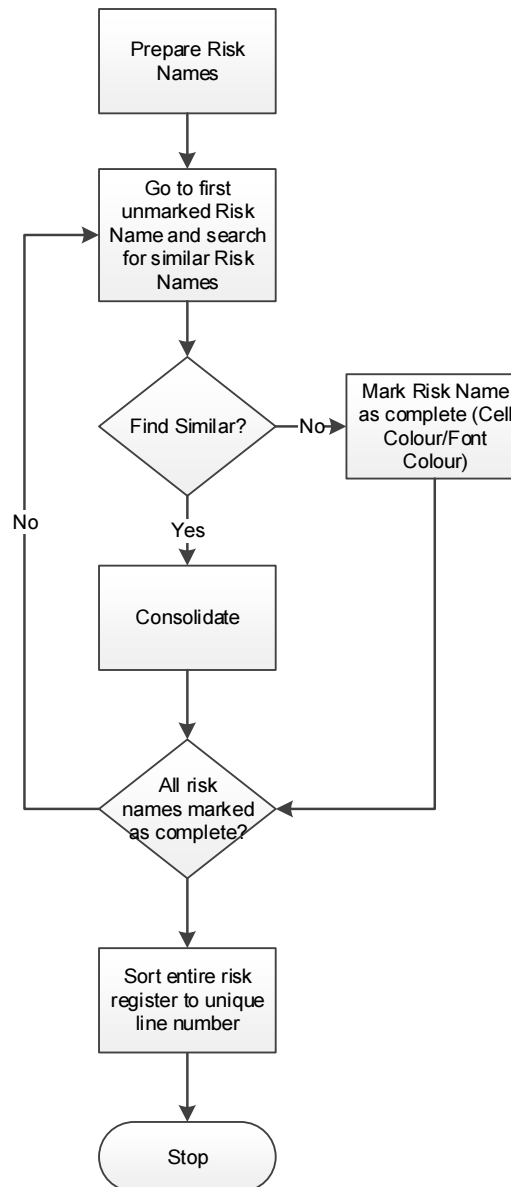 Prepare Risk
Names
Go to first
unmarked Risk
Name and search
for similar Risk
Names
Find Similar?
No
Mark Risk Name
as complete (Cell
Colour/Font
Colour)
No
Yes
Consolidate
All risk
names marked
as complete?
Sort entire risk
register to unique
line number
Stop